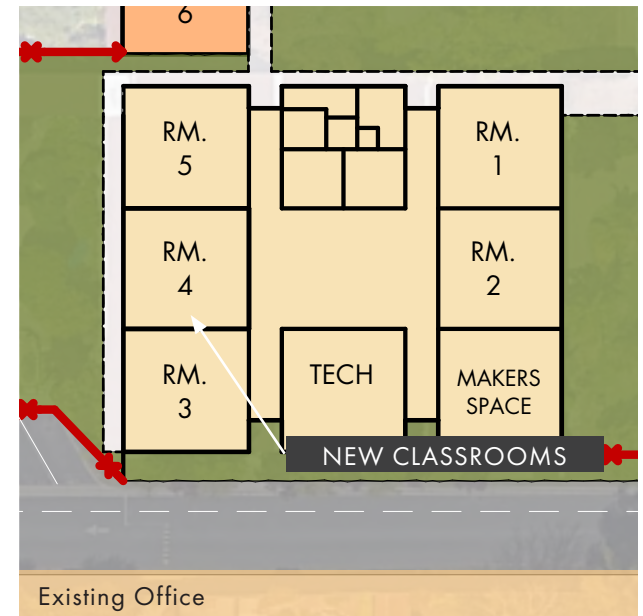 6
RM.
5
RM.
1
RM.
4
RM.
2
RM.
3
TECH
MAKERS
SPACE
NEW CLASSROOMS
Existing Office